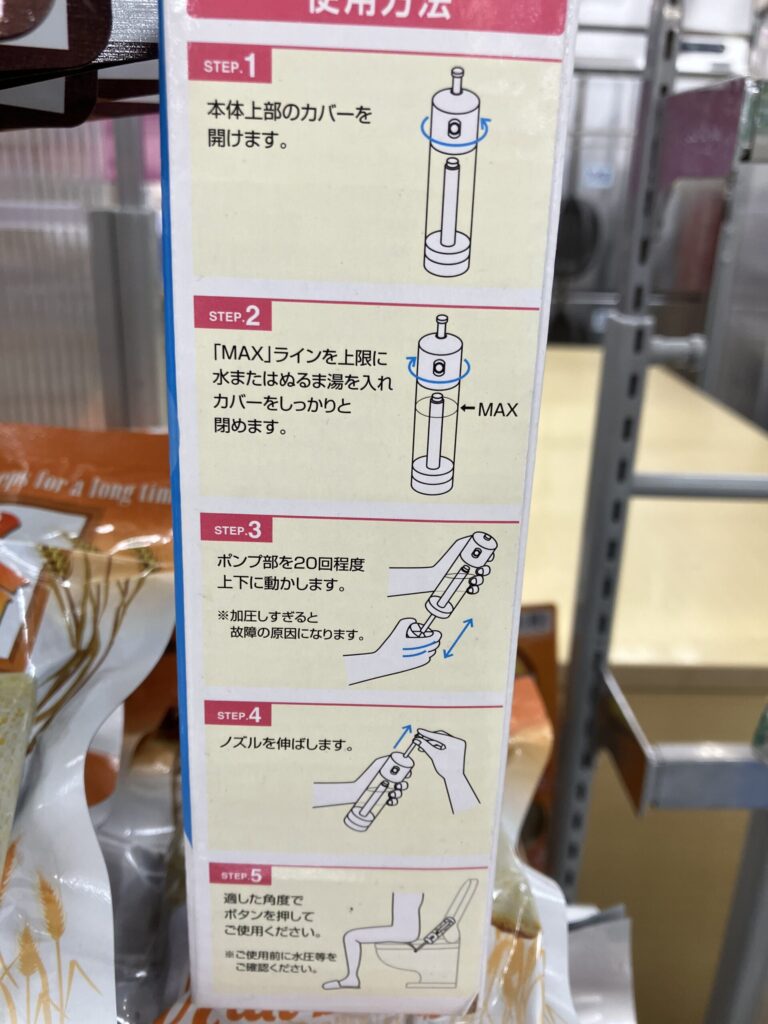 使用方法
STEP.1
本体上部のカバーを
開けます。
STEP.2
「MAX」ラインを上限に
水またはぬるま湯を入れ
カバーをしっかりと
閉めます。
←MAX
STEP.3
ポンプ部を20回程度
上下に動かします。
※加圧しすぎると
故障の原因になります。
STEP.4
ノズルを伸ばします。
STEP.5
適した角度で
ボタンを押して
ご使用ください。
※ご使用前に水圧等を
ご確認ください。
for a long tim